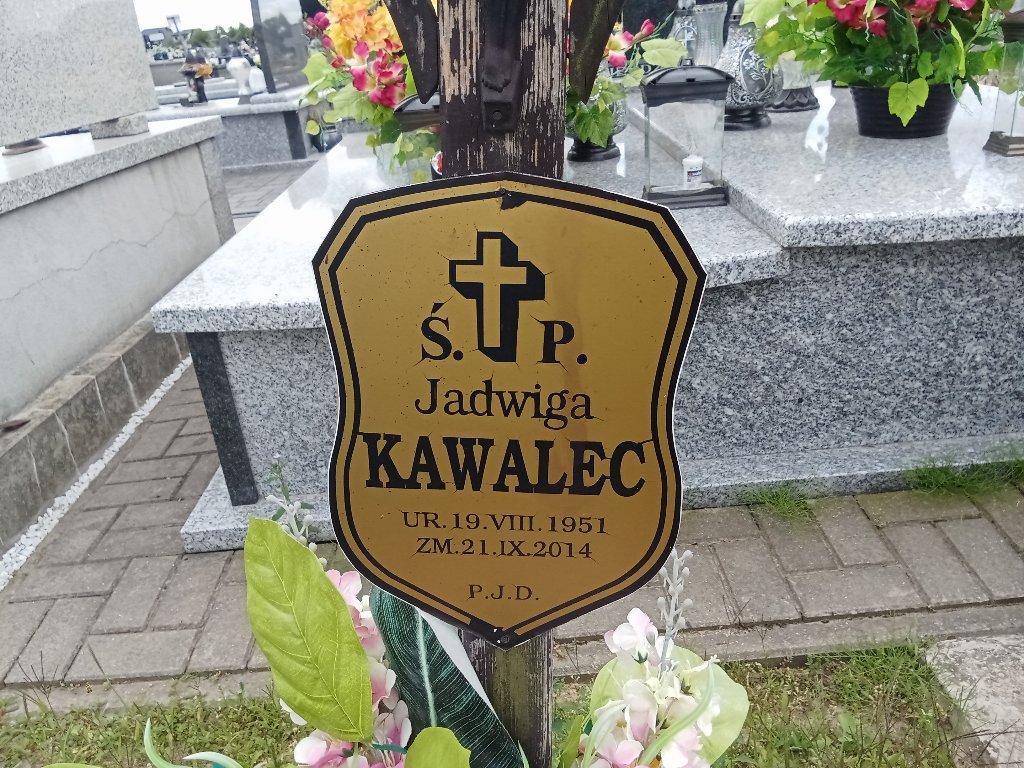 Ś. P.
Jadwiga
KAWALEC
UR. 19.VIII.1951
ZM.21.IX.2014
P.J.D.